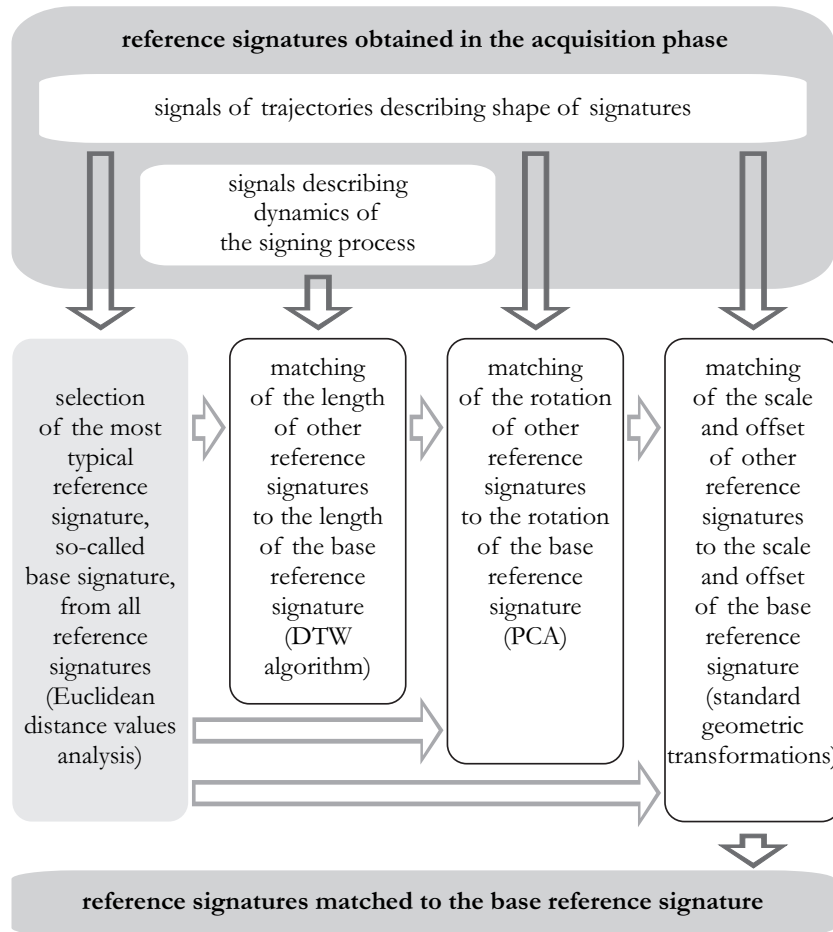 reference signatures obtained in the acquisition phase
signals of trajectories describing shape of signatures
signals describing
dynamics of
the signing process
selection
of the most
typical
reference
signature,
so-called
base signature,
from all
reference
signatures
(Euclidean
distance values
analysis)
matching
of the length
of other
reference
signatures
to the length
of the base
reference
signature
(DTW
algorithm)
matching
of the rotation
of other
reference
signatures
to the rotation
of the base
reference
signature
(PCA)
matching
of the scale
and offset
of other
reference
signatures
to the scale
and offset
of the base
reference
signature
(standard
geometric
transformations)
reference signatures matched to the base reference signature